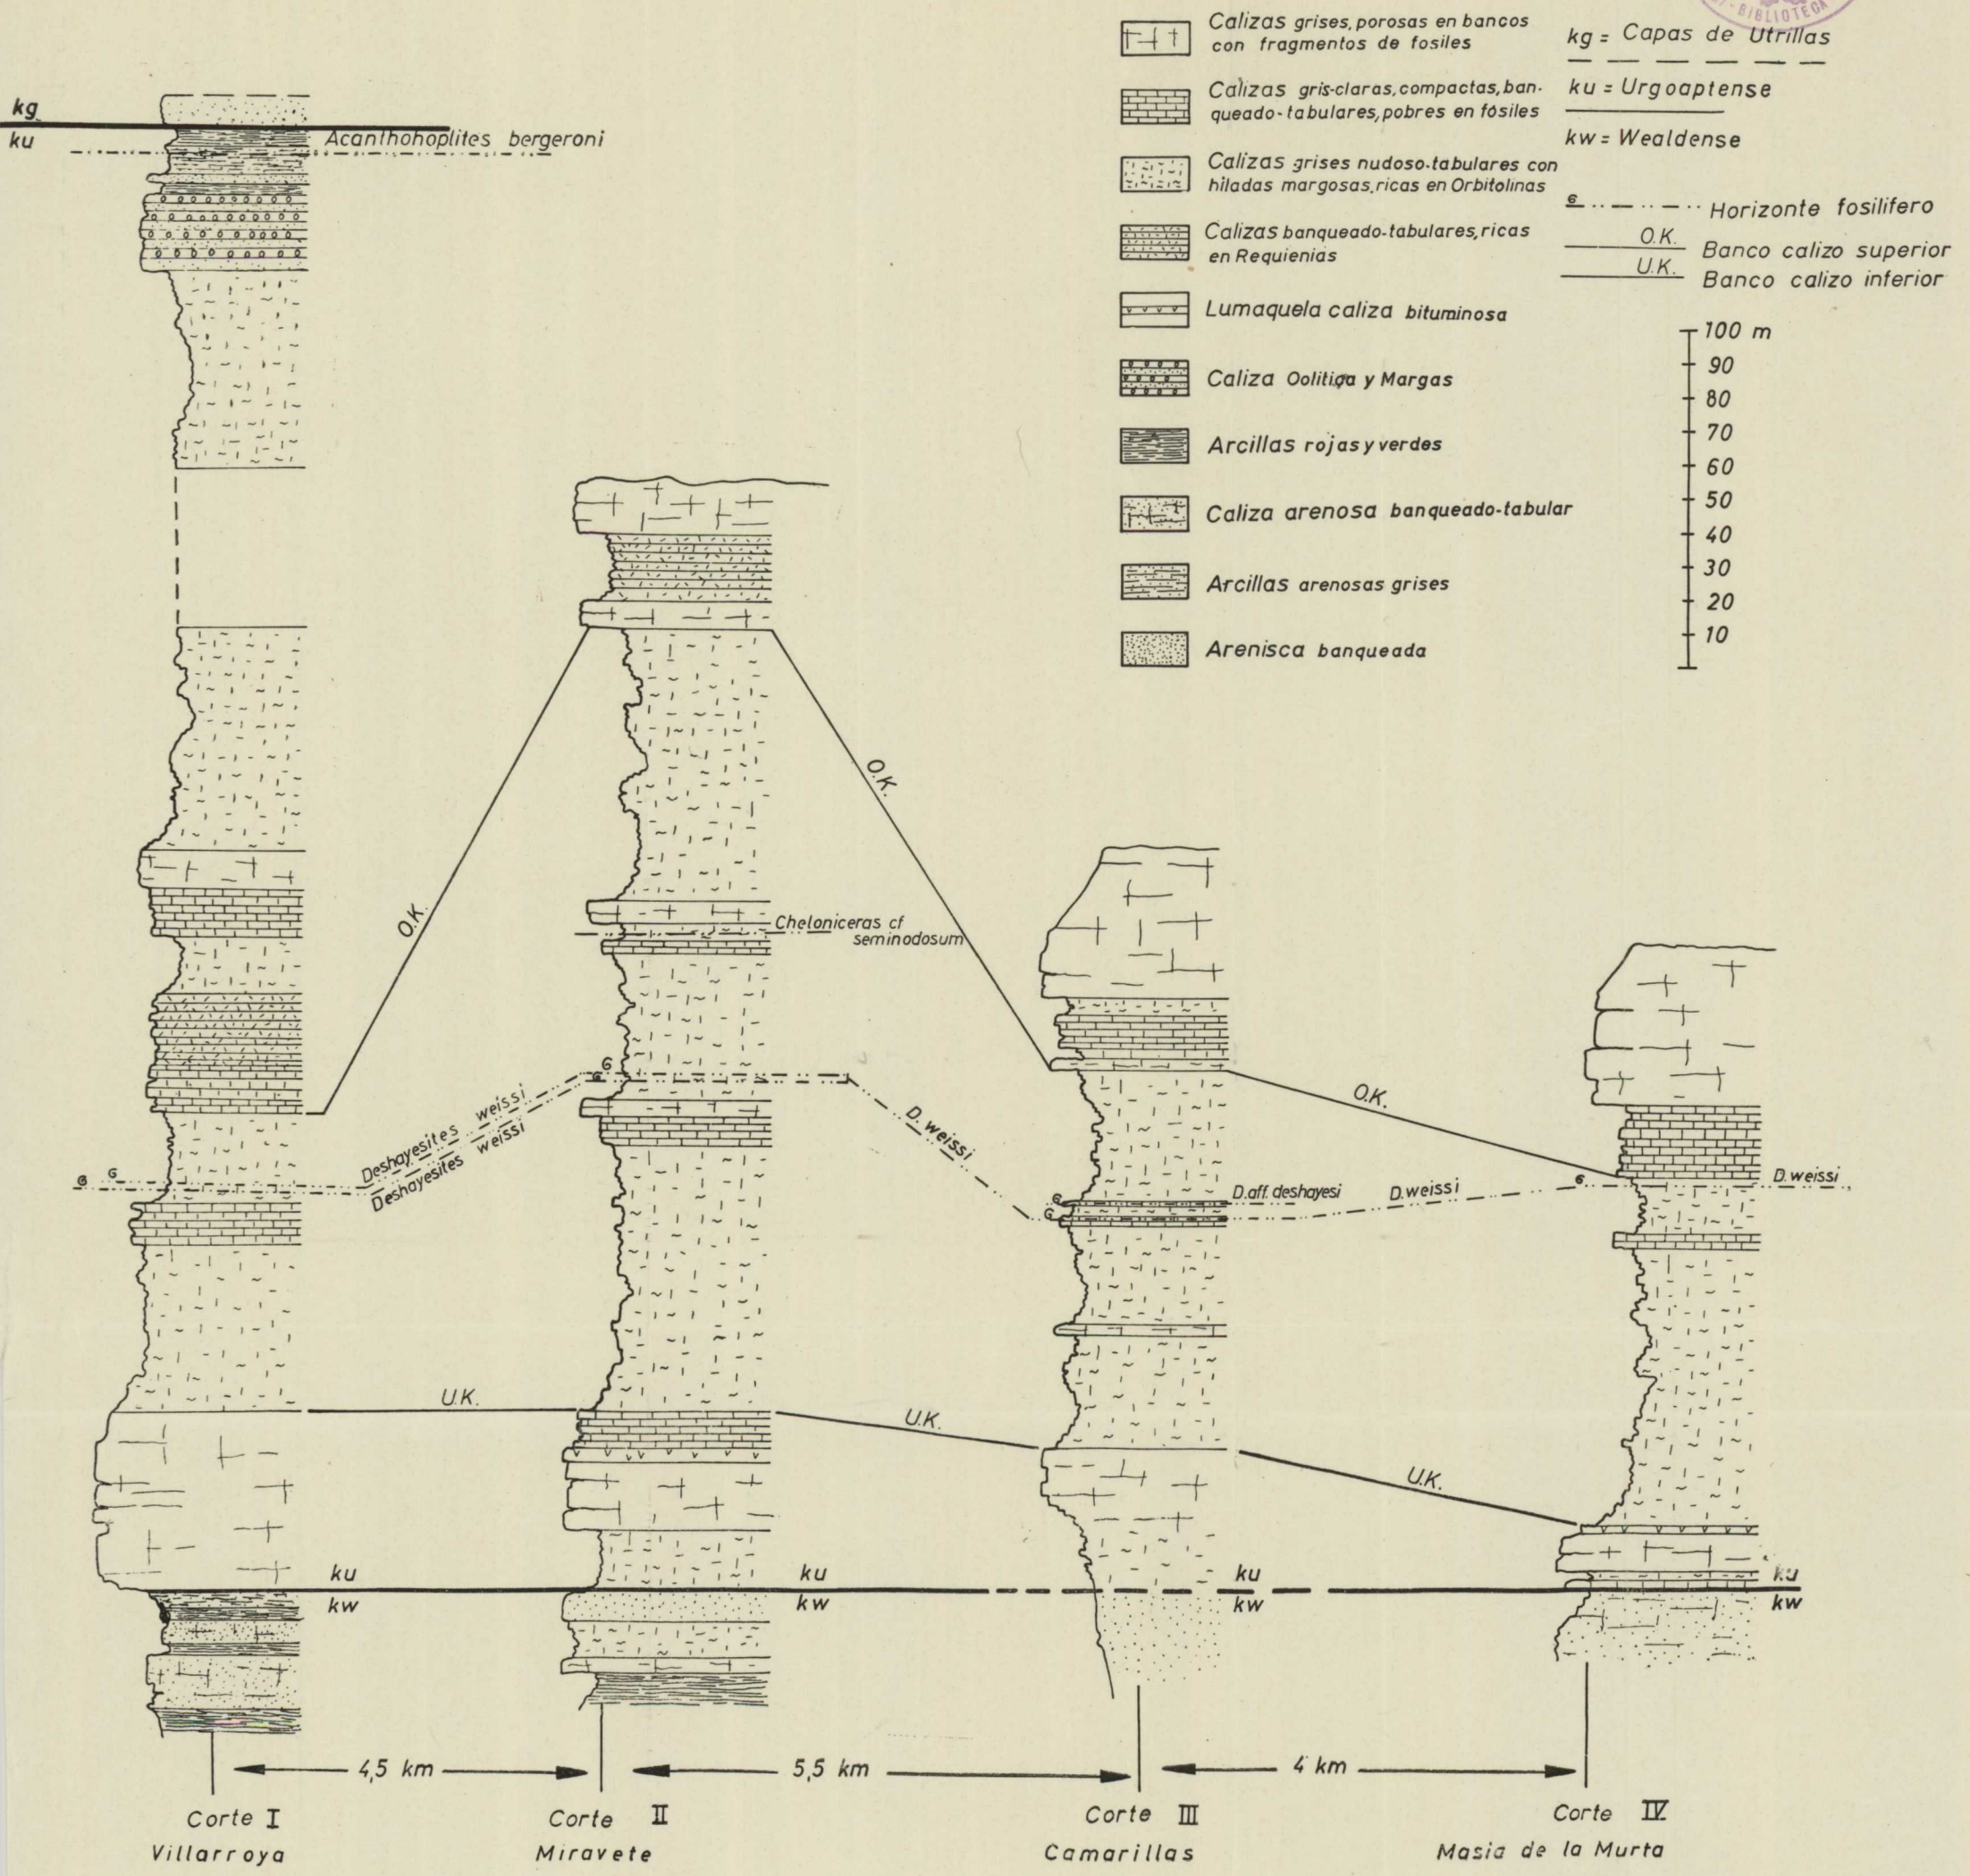 BIBLIOTECA
Calizas grises, porosas en bancos
con fragmentos de fosiles
Calizas gris-claras, compactas, ban-
queado-tabulares, pobres en fósiles
Calizas grises nudoso-tabulares con
hiladas margosas, ricas en Orbitolinas
Calizas banqueado-tabulares, ricas
en Requienias
Lumaquela caliza bituminosa
Caliza Oolitica y Margas
Arcillas rojas y verdes
Caliza arenosa banqueado-tabular
Arcillas arenosas grises
Arenisca banqueada
kg = Capas de Utrillas
ku = Urgoaptense
kw = Wealdense
G Horizonte fosilifero
O.K. Banco calizo superior
U.K. Banco calizo inferior
100 m
90
80
70
60
50
40
30
20
10
kg
ku
Acanthohoplites bergeroni
O.K.
O.K.
Cheloniceras cf
seminodosum
O.K.
G
G
Deshayesites weissi
Deshayesites weissi
G
G
D. weissi
G
G
D. aff. deshayesi
D. weissi
G
D. weissi
U.K.
U.K.
U.K.
ku
kw
ku
kw
ku
kw
ku
kw
4,5 km
5,5 km
4 km
Corte I
Villarroya
Corte II
Miravete
Corte III
Camarillas
Corte IV
Masia de la Murta